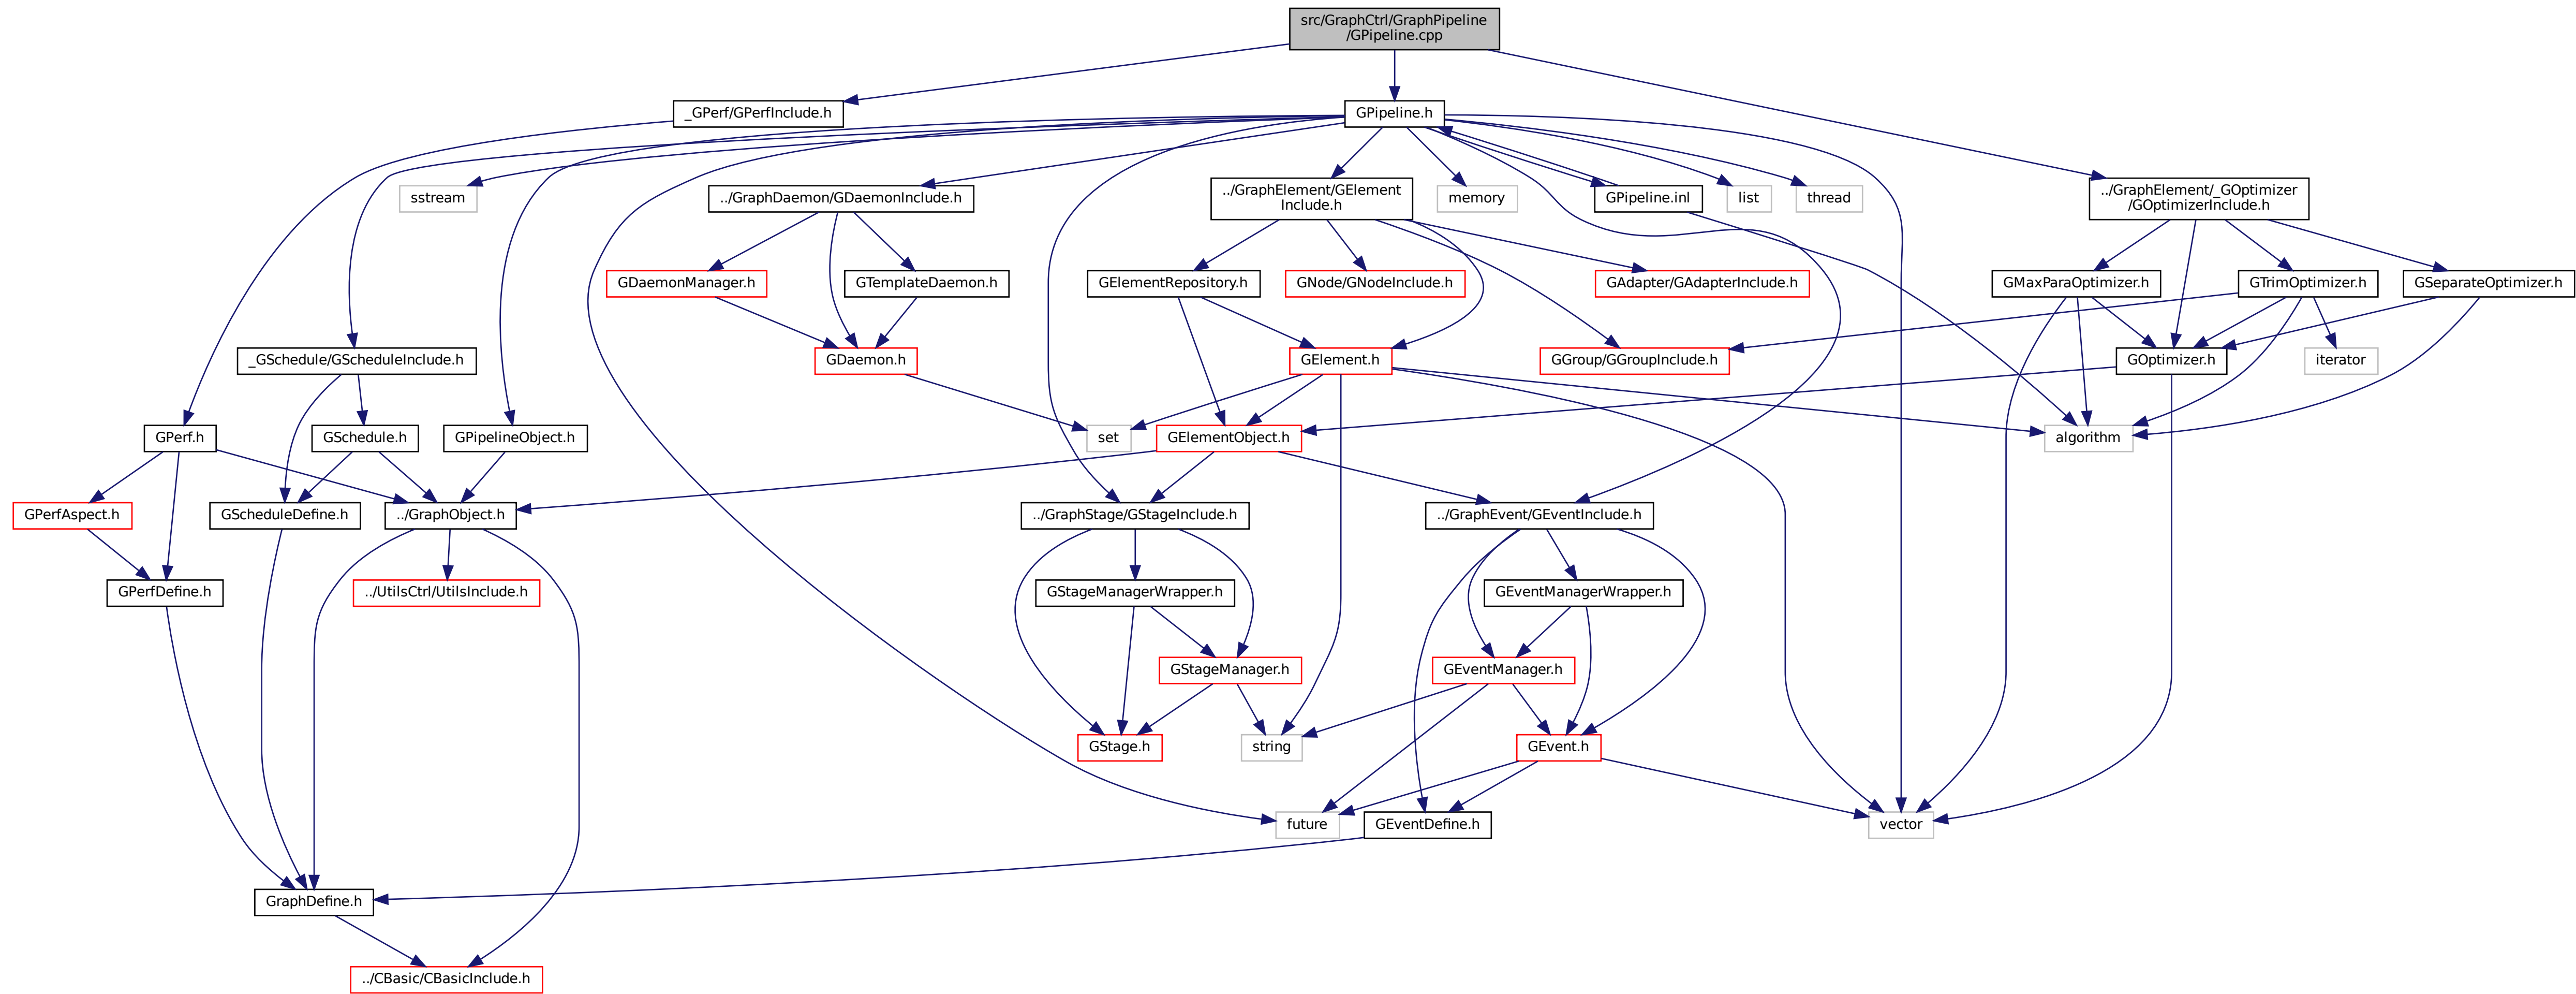 src/GraphCtrl/GraphPipeline
/GPipeline.cpp
_GPerf/GPerfInclude.h
GPipeline.h
sstream
../GraphDaemon/GDaemonInclude.h
../GraphElement/GElement
Include.h
memory
GPipeline.inl
list
thread
../GraphElement/_GOptimizer
/GOptimizerInclude.h
GDaemonManager.h
GTemplateDaemon.h
GElementRepository.h
GNode/GNodeInclude.h
GAdapter/GAdapterInclude.h
GMaxParaOptimizer.h
GTrimOptimizer.h
GSeparateOptimizer.h
_GSchedule/GScheduleInclude.h
GDaemon.h
GElement.h
GGroup/GGroupInclude.h
GOptimizer.h
iterator
GPerf.h
GSchedule.h
GPipelineObject.h
set
GElementObject.h
algorithm
GPerfAspect.h
GScheduleDefine.h
../GraphObject.h
../GraphStage/GStageInclude.h
../GraphEvent/GEventInclude.h
GPerfDefine.h
../UtilsCtrl/UtilsInclude.h
GStageManagerWrapper.h
GEventManagerWrapper.h
GStageManager.h
GEventManager.h
GStage.h
string
GEvent.h
future
GEventDefine.h
vector
GraphDefine.h
../CBasic/CBasicInclude.h